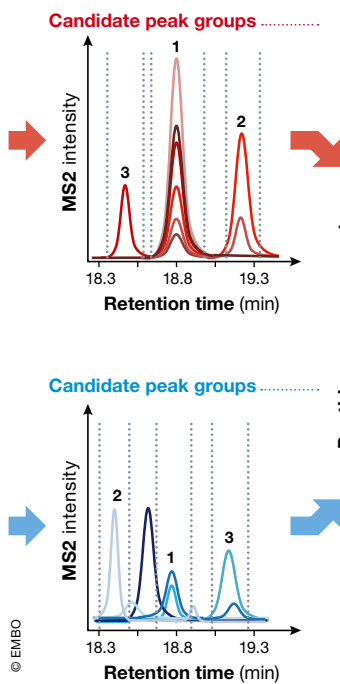 Candidate peak groups
1
2
3
MS2 intensity
18.3 18.8 19.3
Retention time (min)
Candidate peak groups
2
1
3
MS2 intensity
18.3 18.8 19.3
Retention time (min)
© EMBO